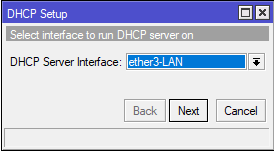 DHCP Setup
Select interface to run DHCP server on
DHCP Server Interface: ether3-LAN
Back Next Cancel